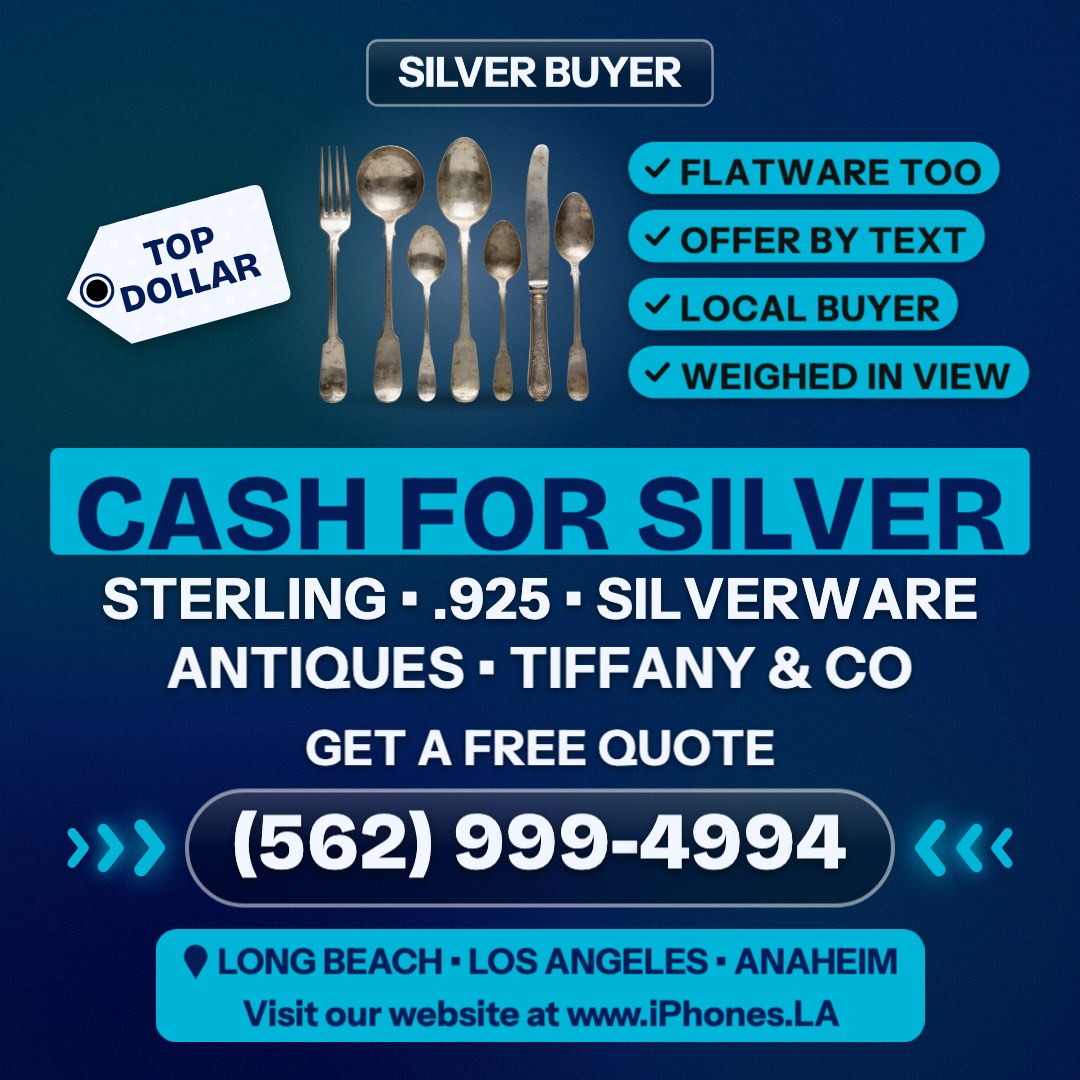 SILVER BUYER
TOP
DOLLAR
✓ FLATWARE TOO
✓ OFFER BY TEXT
✓ LOCAL BUYER
✓ WEIGHED IN VIEW
CASH FOR SILVER
STERLING ▪ .925 ▪ SILVERWARE
ANTIQUES ▪ TIFFANY & CO
GET A FREE QUOTE
(562) 999-4994
LONG BEACH ▪ LOS ANGELES ▪ ANAHEIM
Visit our website at www.iPhones.LA